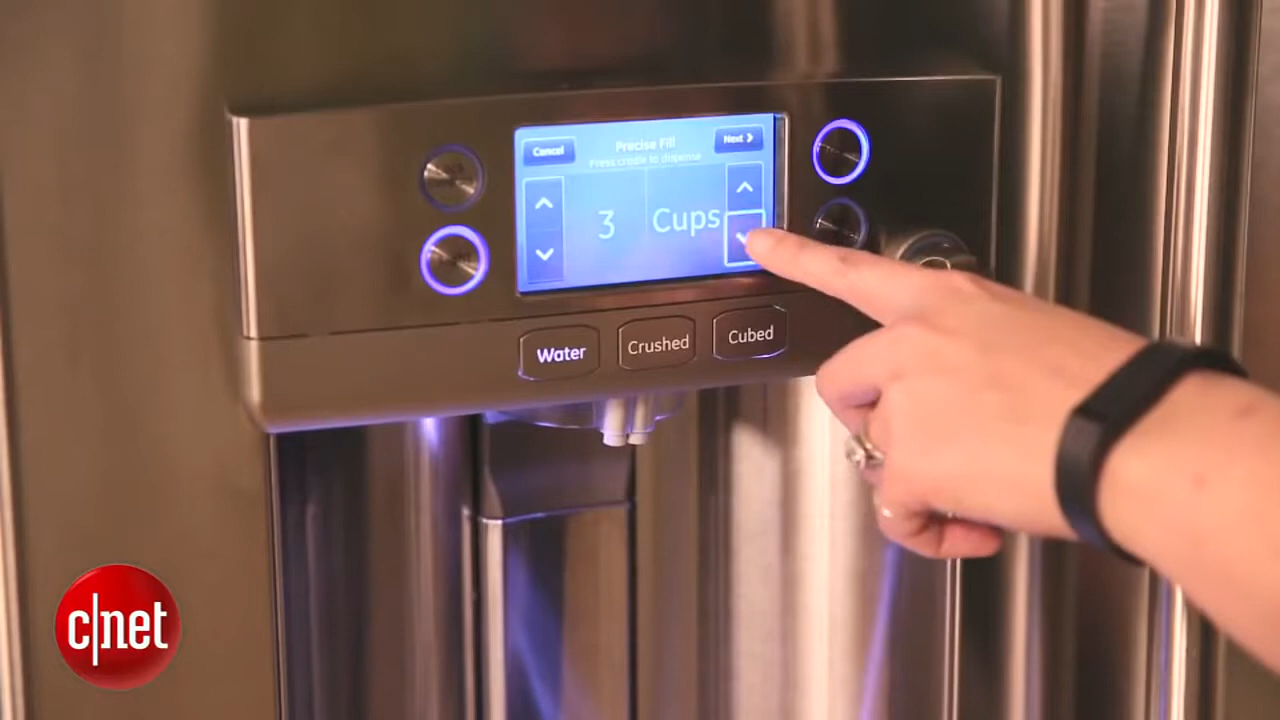 Cancel
Precise Fill
Next >
Press cradle to dispense
3 Cups
Water
Crushed
Cubed
c|net